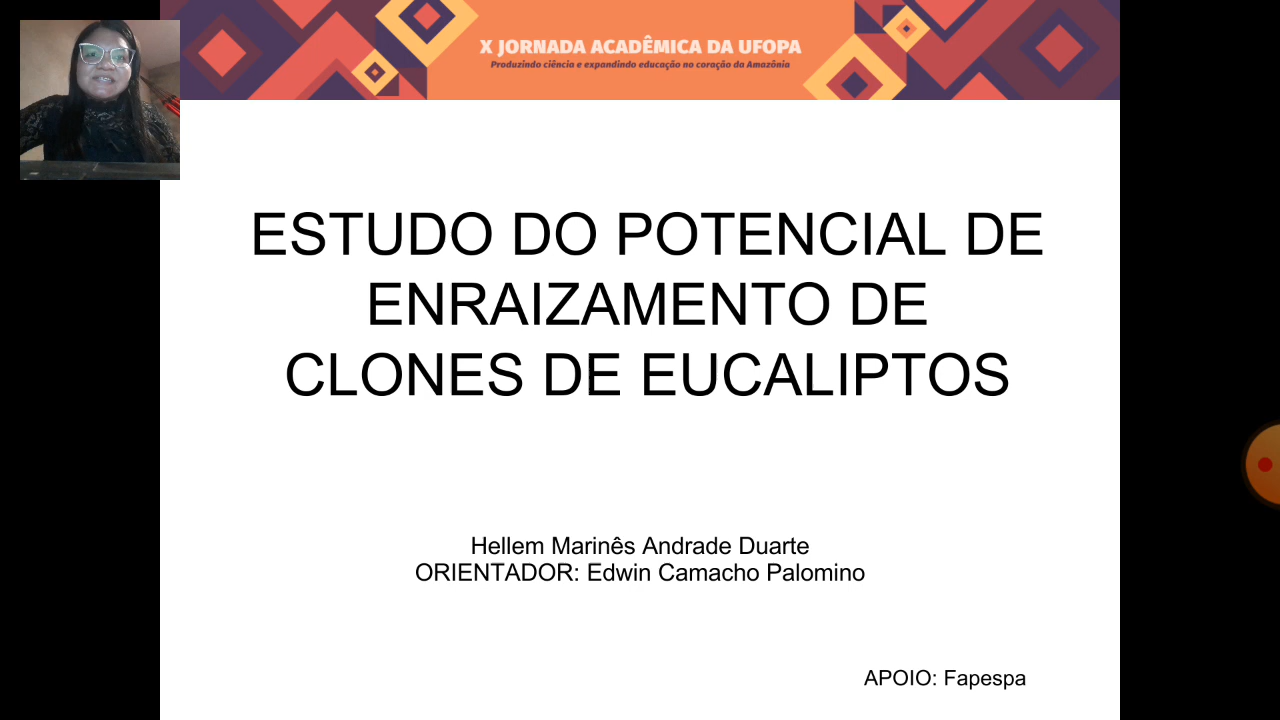 X JORNADA ACADÊMICA DA UFOPA
Produzindo ciência e expandindo educação no coração da Amazônia
ESTUDO DO POTENCIAL DE
ENRAIZAMENTO DE
CLONES DE EUCALIPTOS
Hellem Marinês Andrade Duarte
ORIENTADOR: Edwin Camacho Palomino
APOIO: Fapespa